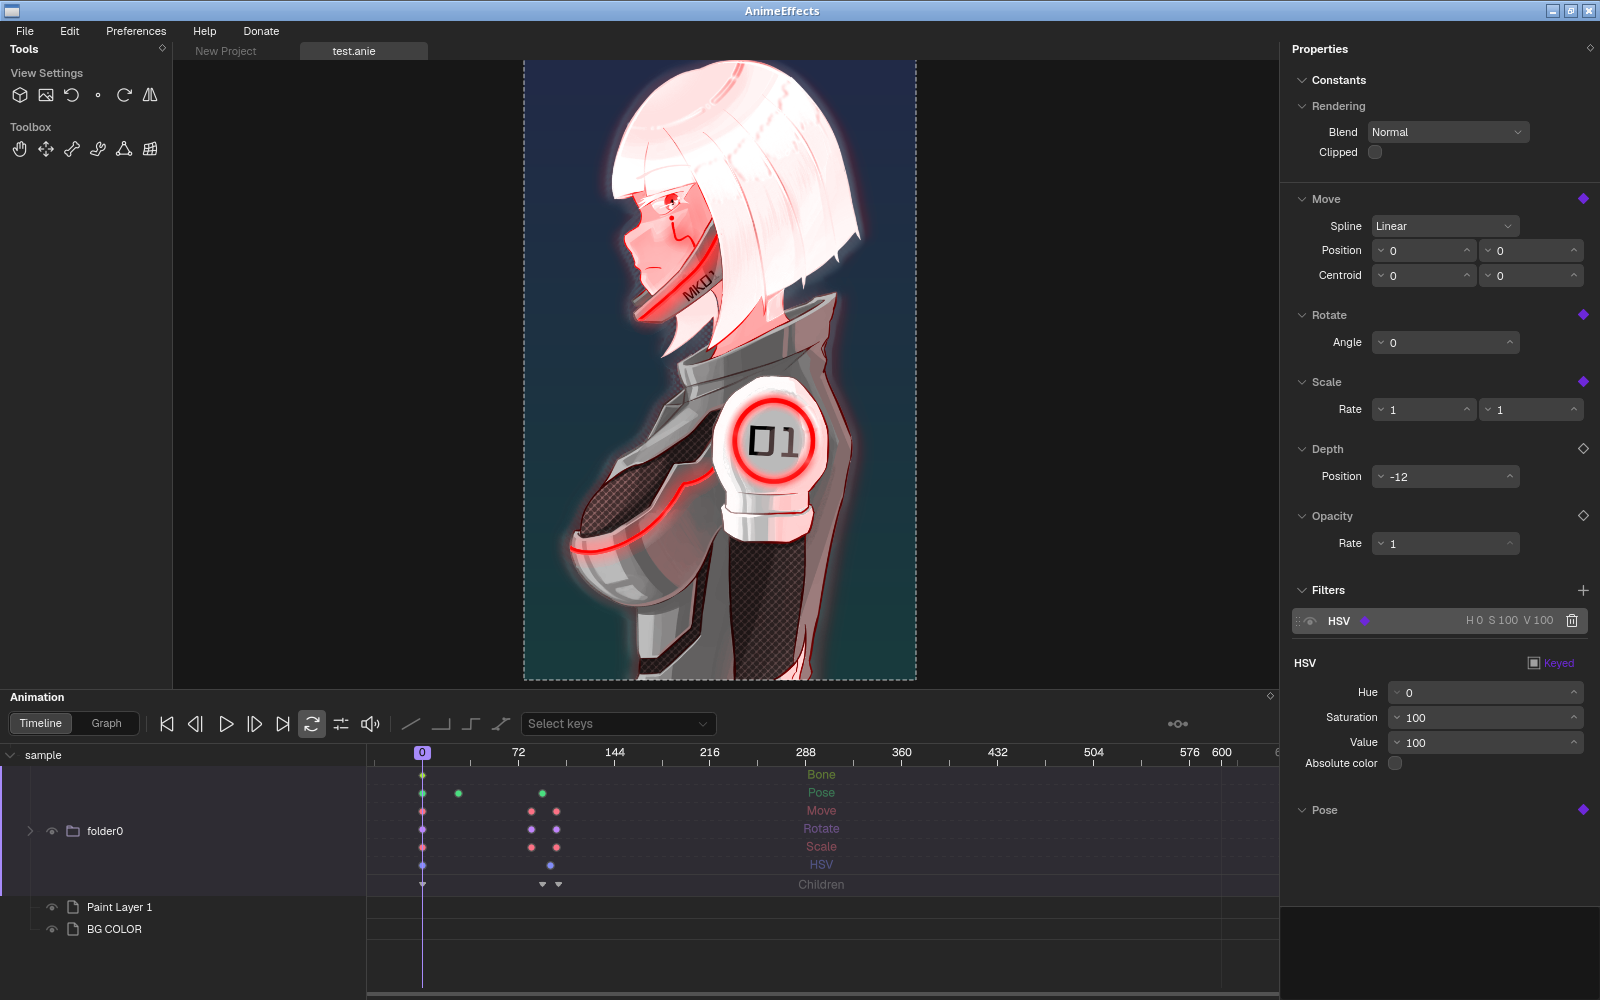 AnimeEffects
File Edit Preferences Help Donate
Tools
New Project test.anie
View Settings
Toolbox
MK01
01
Properties
Constants
Rendering
Blend Normal
Clipped
Move
Spline Linear
Position 0 0
Centroid 0 0
Rotate
Angle 0
Scale
Rate 1 1
Depth
Position -12
Opacity
Rate 1
Filters
HSV H 0 S 100 V 100
HSV Keyed
Hue 0
Saturation 100
Value 100
Absolute color
Pose
Animation
Timeline Graph Select keys
sample 0 72 144 216 288 360 432 504 576 600
Bone
Pose
Move
folder0 Rotate
Scale
HSV
Children
Paint Layer 1
BG COLOR